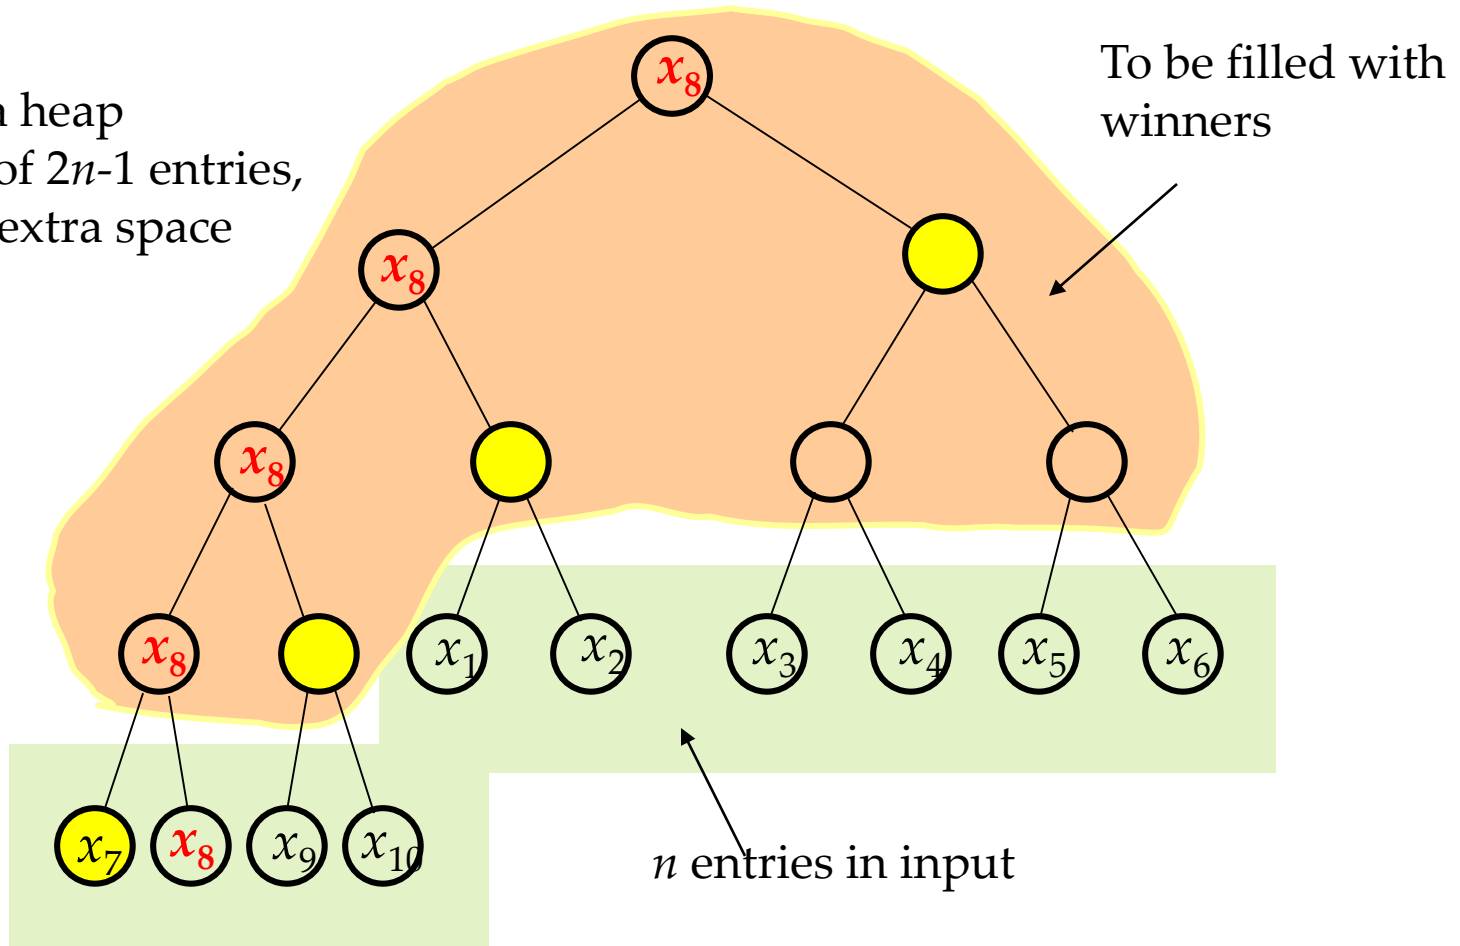 To be filled with
winners
heap
of 2n-1 entries,
extra space
x₈
x₈
x₈
x₈
x₁ x₂ x₃ x₄ x₅ x₆
x₇ x₈ x₉ x₁₀
n entries in input